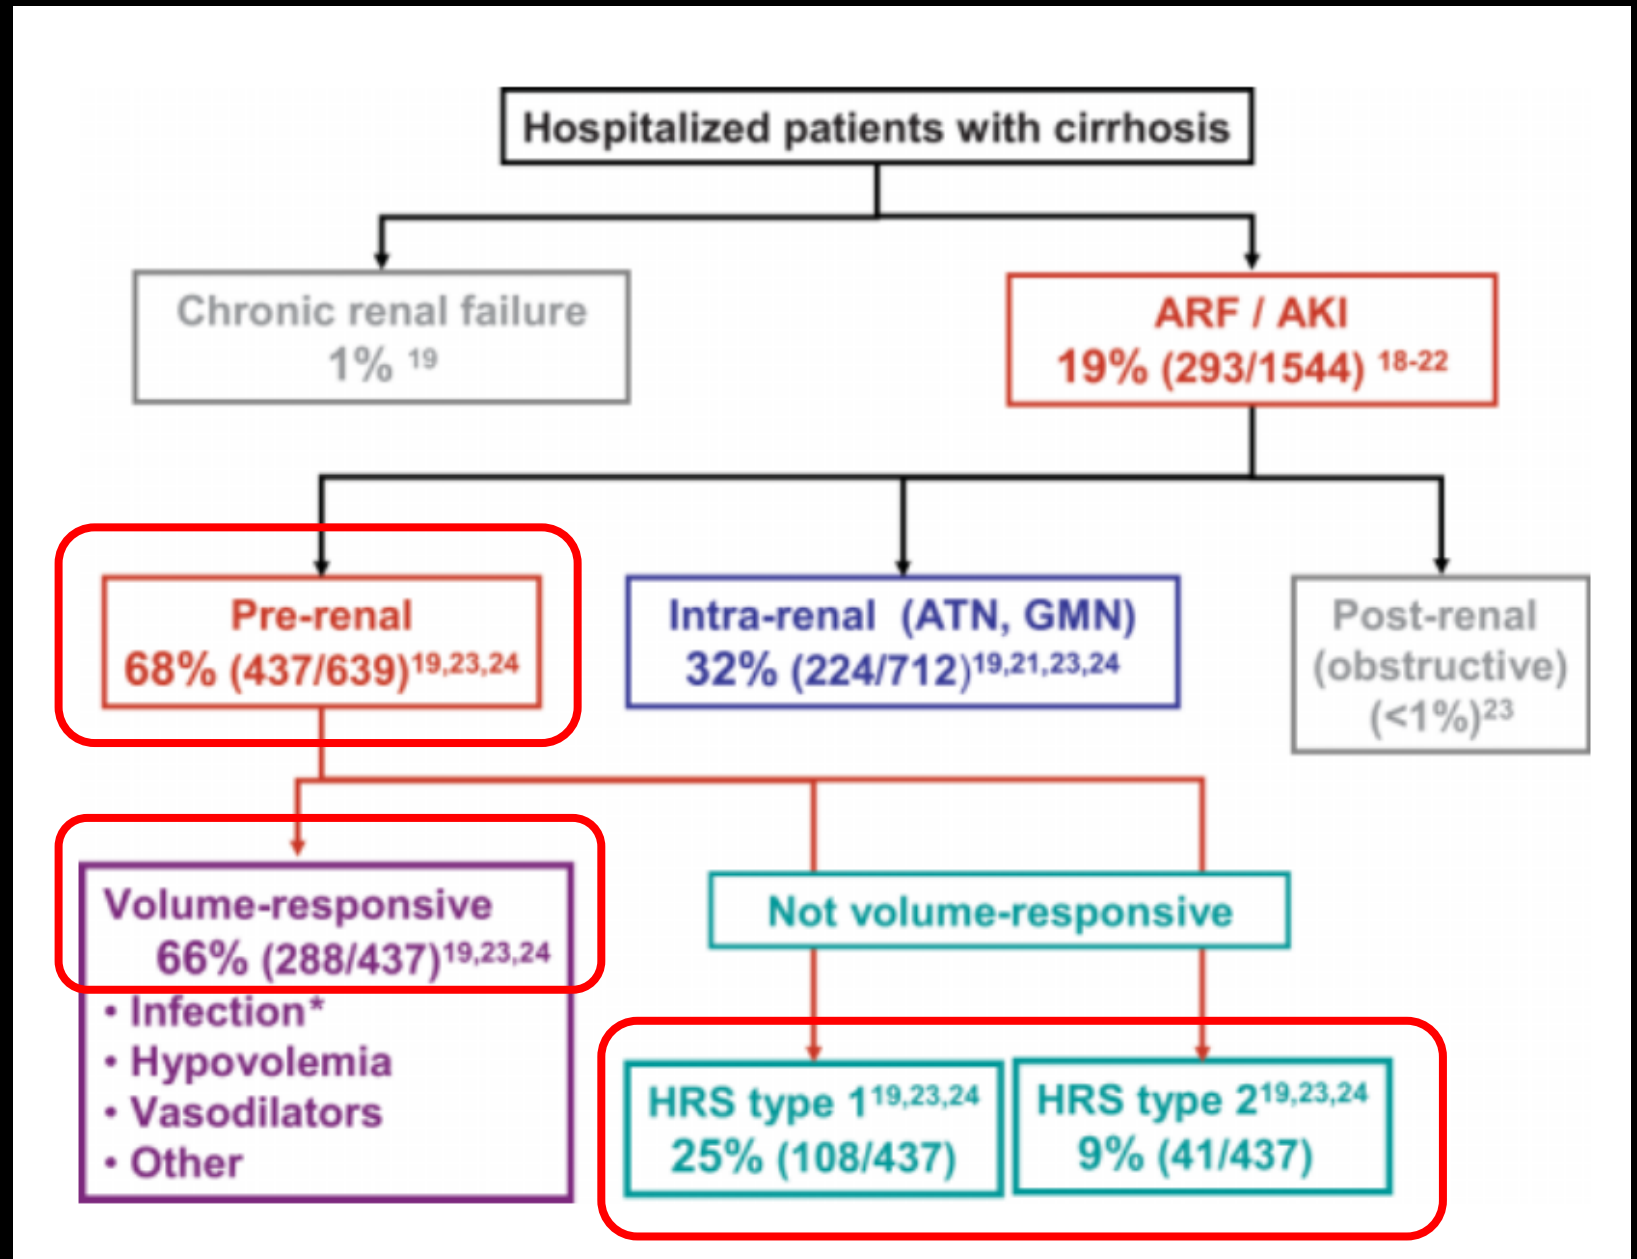 Hospitalized patients with cirrhosis
Chronic renal failure
1% 19
ARF / AKI
19% (293/1544) 18-22
Pre-renal
68% (437/639)19,23,24
Intra-renal (ATN, GMN)
32% (224/712)19,21,23,24
Post-renal
(obstructive)
(<1%)23
Volume-responsive
66% (288/437)19,23,24
• Infection*
• Hypovolemia
• Vasodilators
• Other
Not volume-responsive
HRS type 119,23,24
25% (108/437)
HRS type 219,23,24
9% (41/437)